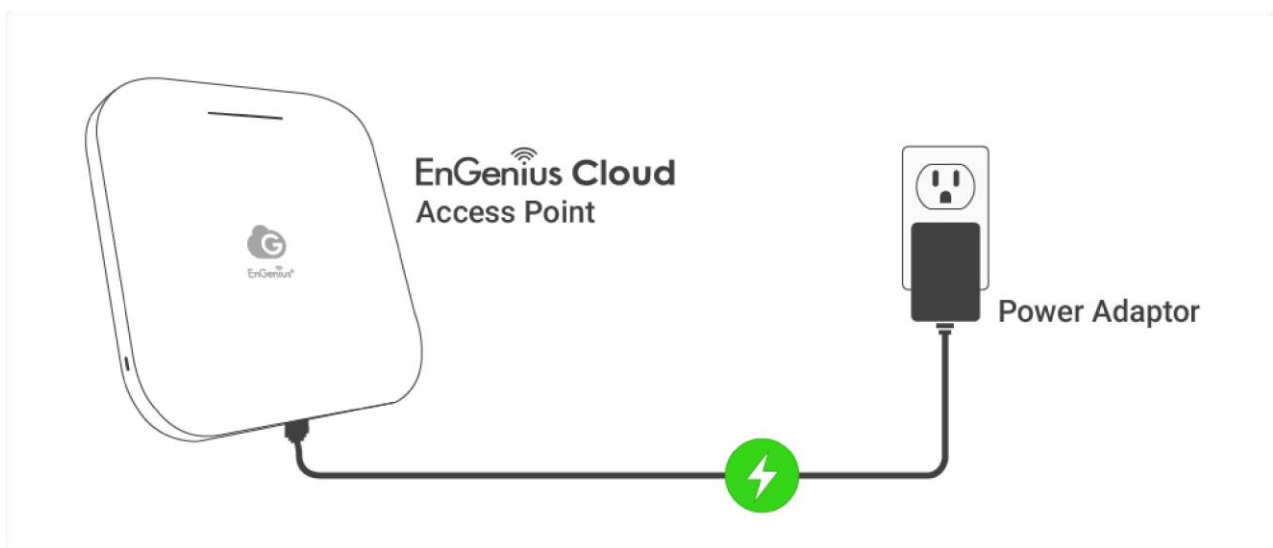 EnGenius Cloud
Access Point
G
EnGenius®
Power Adaptor